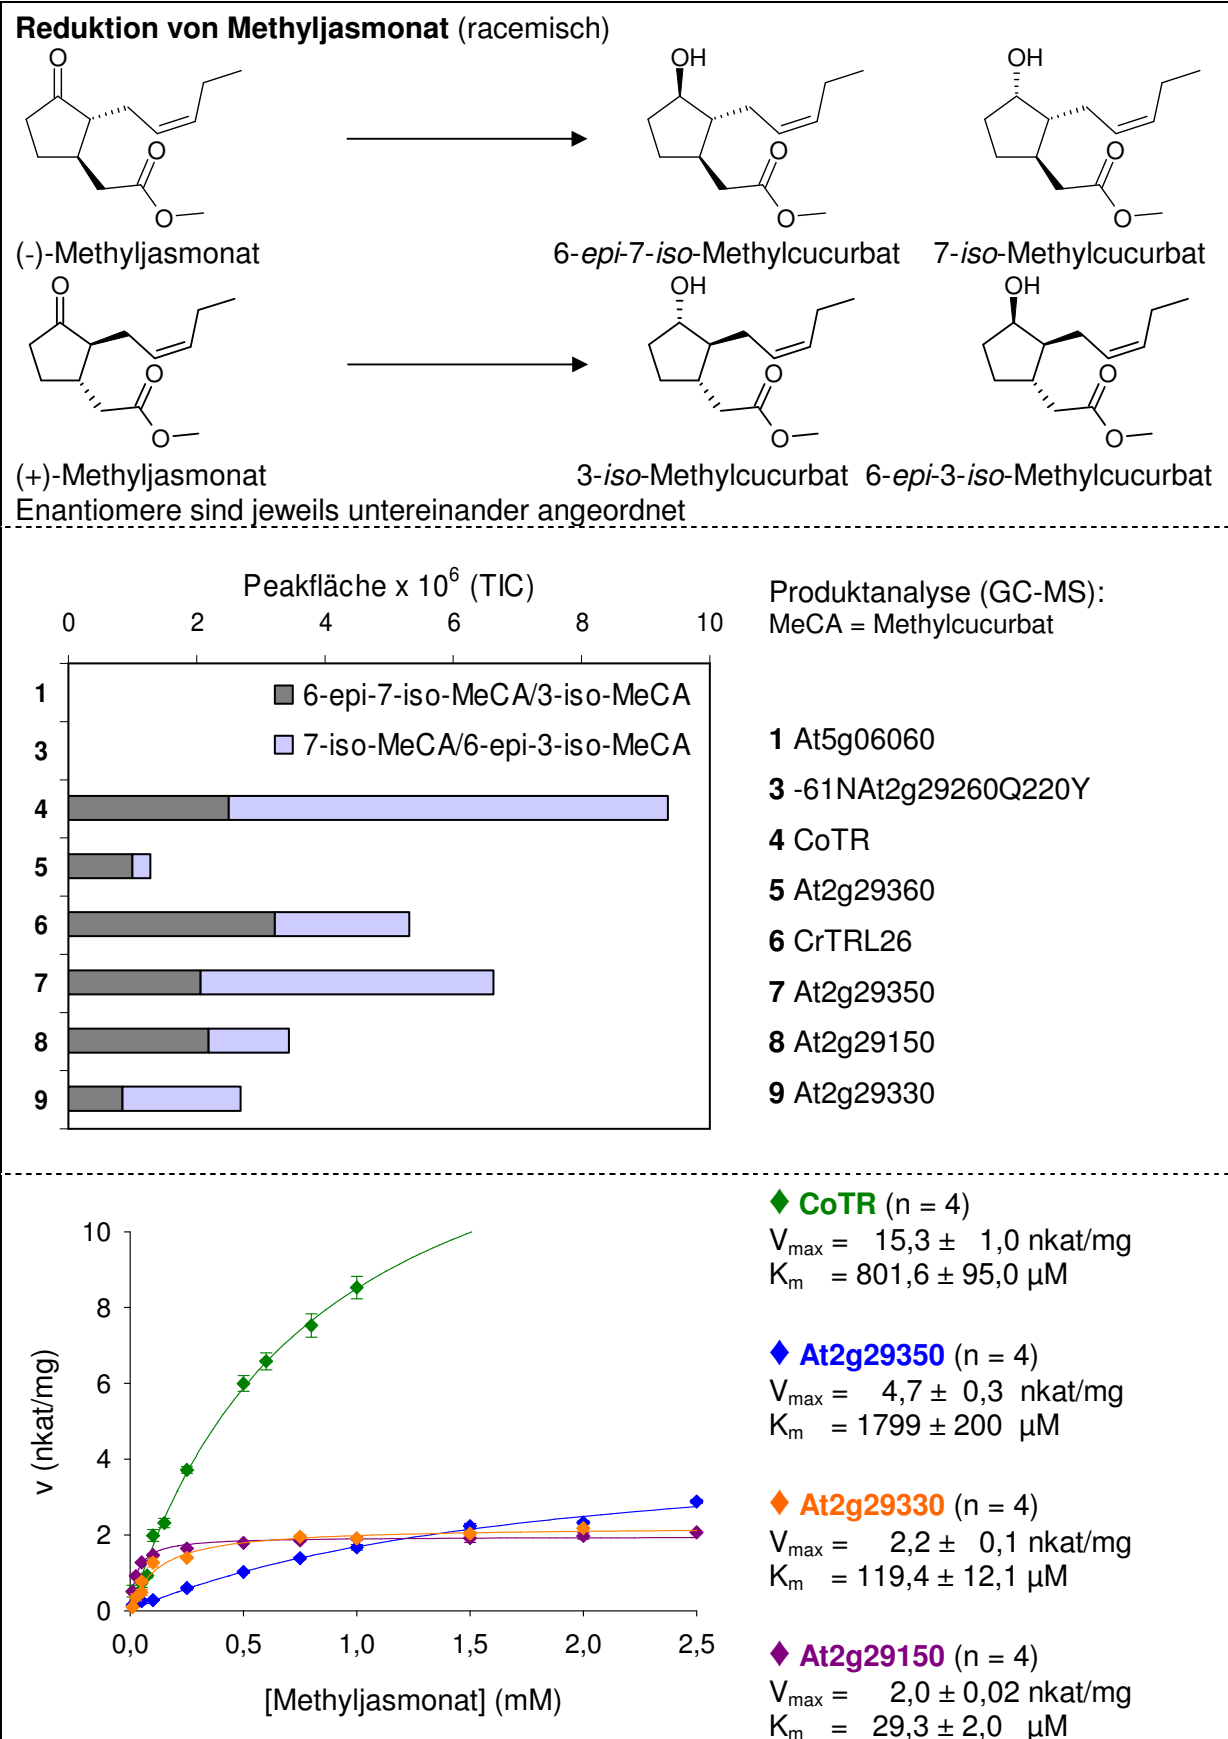 Reduktion von Methyljasmonat (racemisch)
O
OH
OH
O
O
O
O
O
O
(-)-Methyljasmonat
6-epi-7-iso-Methylcucurbat
7-iso-Methylcucurbat
O
OH
OH
O
O
O
O
O
O
(+)-Methyljasmonat
3-iso-Methylcucurbat
6-epi-3-iso-Methylcucurbat
Enantiomere sind jeweils untereinander angeordnet
Peakfläche x 10⁶ (TIC)
0 2 4 6 8 10
6-epi-7-iso-MeCA/3-iso-MeCA
7-iso-MeCA/6-epi-3-iso-MeCA
1
3
4
5
6
7
8
9
Produktanalyse (GC-MS):
MeCA = Methylcucurbat
1 At5g06060
3 -61NAt2g29260Q220Y
4 CoTR
5 At2g29360
6 CrTRL26
7 At2g29350
8 At2g29150
9 At2g29330
v (nkat/mg)
10
8
6
4
2
0
0,0 0,5 1,0 1,5 2,0 2,5
[Methyljasmonat] (mM)
CoTR (n = 4)
Vmax = 15,3 ± 1,0 nkat/mg
Km = 801,6 ± 95,0 µM
At2g29350 (n = 4)
Vmax = 4,7 ± 0,3 nkat/mg
Km = 1799 ± 200 µM
At2g29330 (n = 4)
Vmax = 2,2 ± 0,1 nkat/mg
Km = 119,4 ± 12,1 µM
At2g29150 (n = 4)
Vmax = 2,0 ± 0,02 nkat/mg
Km = 29,3 ± 2,0 µM